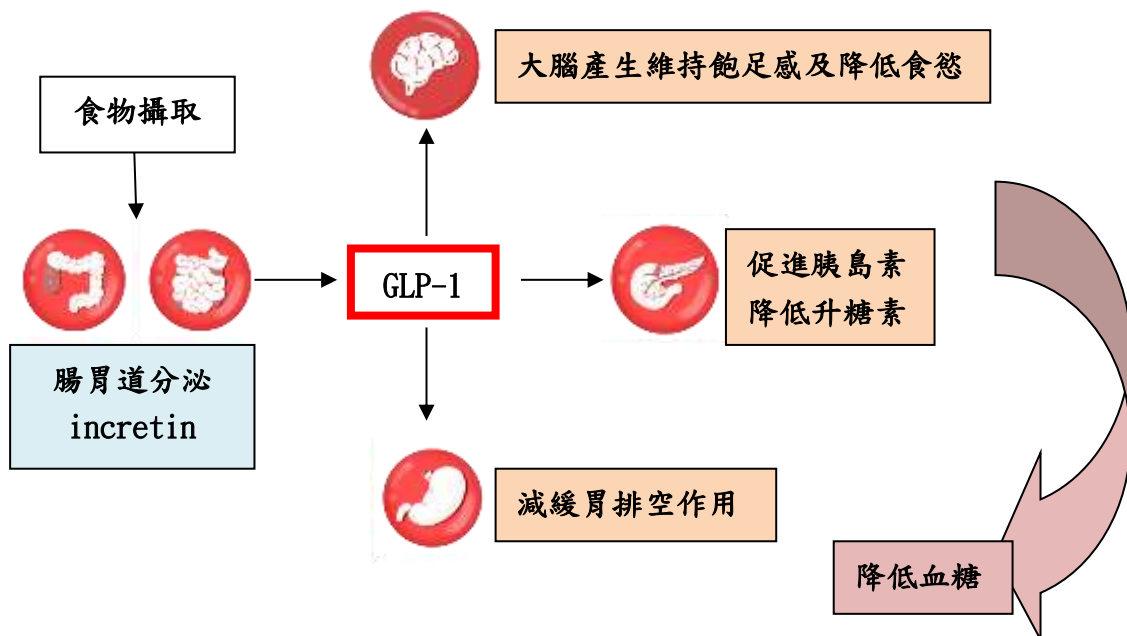 大腦產生維持飽足感及降低食慾
食物攝取
GLP-1
促進胰島素
降低升糖素
腸胃道分泌
incretin
減緩胃排空作用
降低血糖